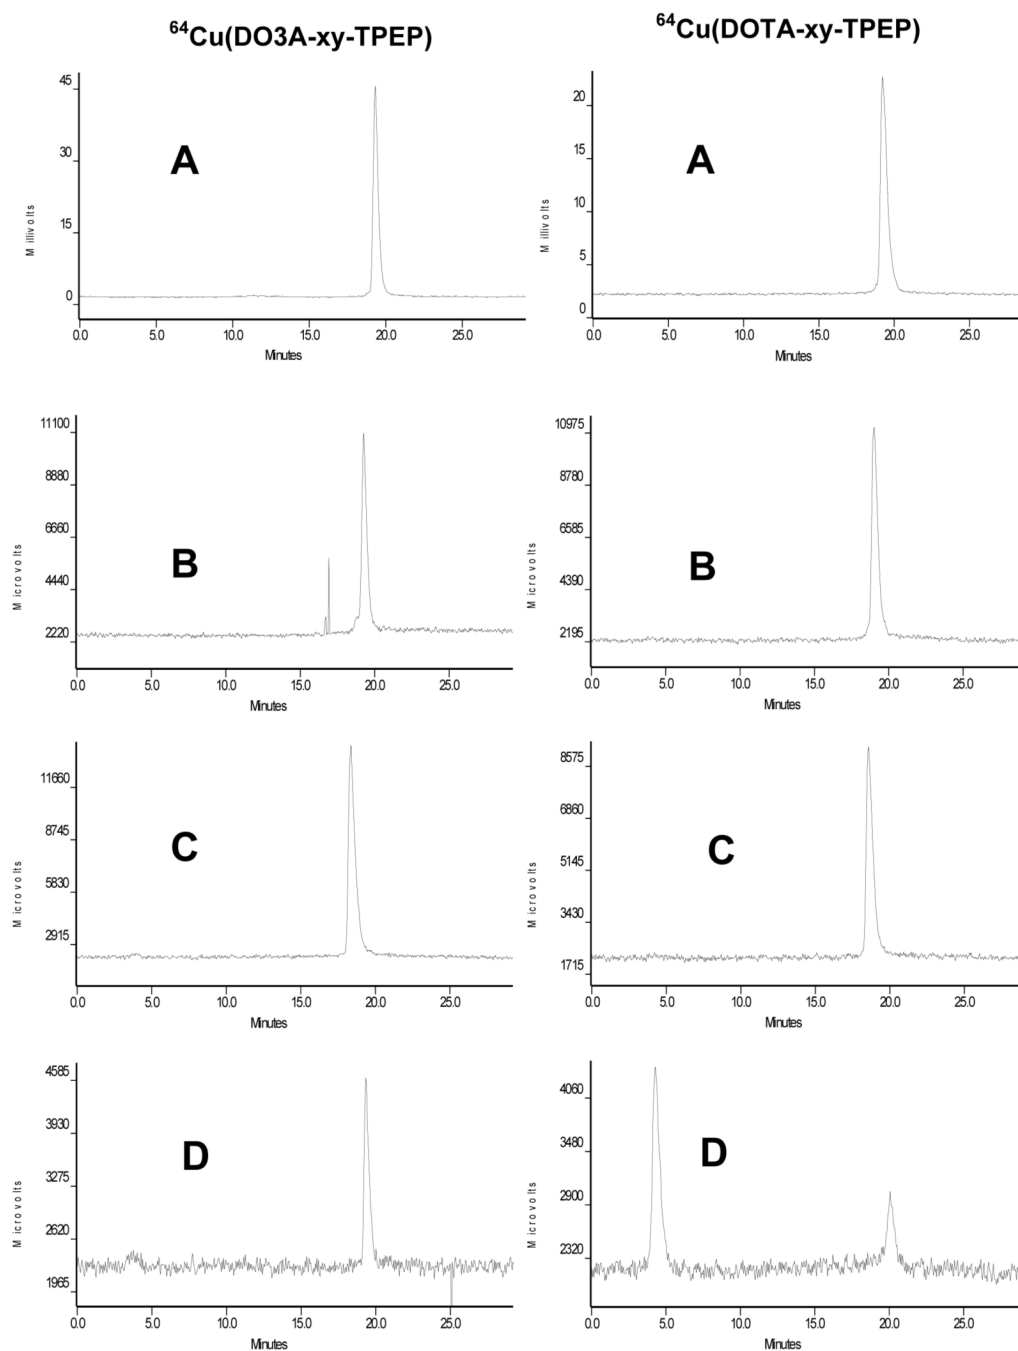 ⁶⁴Cu(DO3A-xy-TPEP)
⁶⁴Cu(DOTA-xy-TPEP)
45
30
15
0
Millivolts
A
0.0 5.0 10.0 15.0 20.0 25.0
Minutes
20
15
10
5
0
Millivolts
A
0.0 5.0 10.0 15.0 20.0 25.0
Minutes
11100
8880
6660
4440
2220
Microvolts
B
0.0 5.0 10.0 15.0 20.0 25.0
Minutes
10975
8780
6585
4390
2195
Microvolts
B
0.0 5.0 10.0 15.0 20.0 25.0
Minutes
11660
8745
5830
2915
Microvolts
C
0.0 5.0 10.0 15.0 20.0 25.0
Minutes
8575
6860
5145
3430
1715
Microvolts
C
0.0 5.0 10.0 15.0 20.0 25.0
Minutes
4585
3930
3275
2620
1965
Microvolts
D
0.0 5.0 10.0 15.0 20.0 25.0
Minutes
4060
3480
2900
2320
Microvolts
D
0.0 5.0 10.0 15.0 20.0 25.0
Minutes